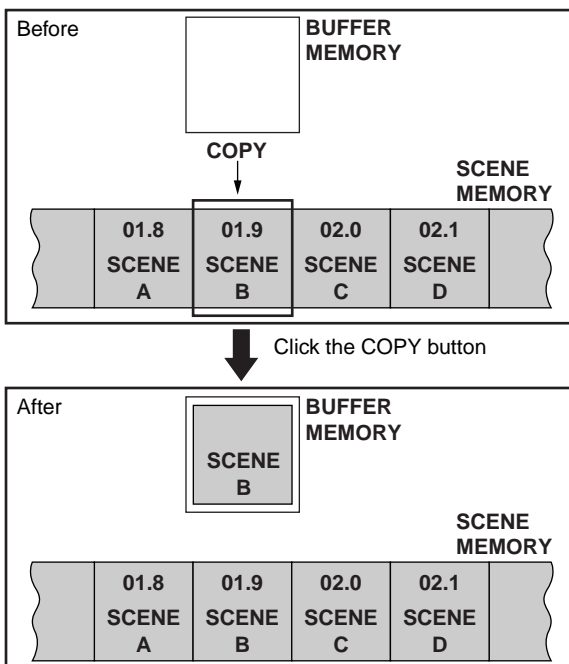 Before
BUFFER
MEMORY
COPY
SCENE
MEMORY
01.8 01.9 02.0 02.1
SCENE SCENE SCENE SCENE
A B C D
Click the COPY button
After
BUFFER
MEMORY
SCENE
B
SCENE
MEMORY
01.8 01.9 02.0 02.1
SCENE SCENE SCENE SCENE
A B C D